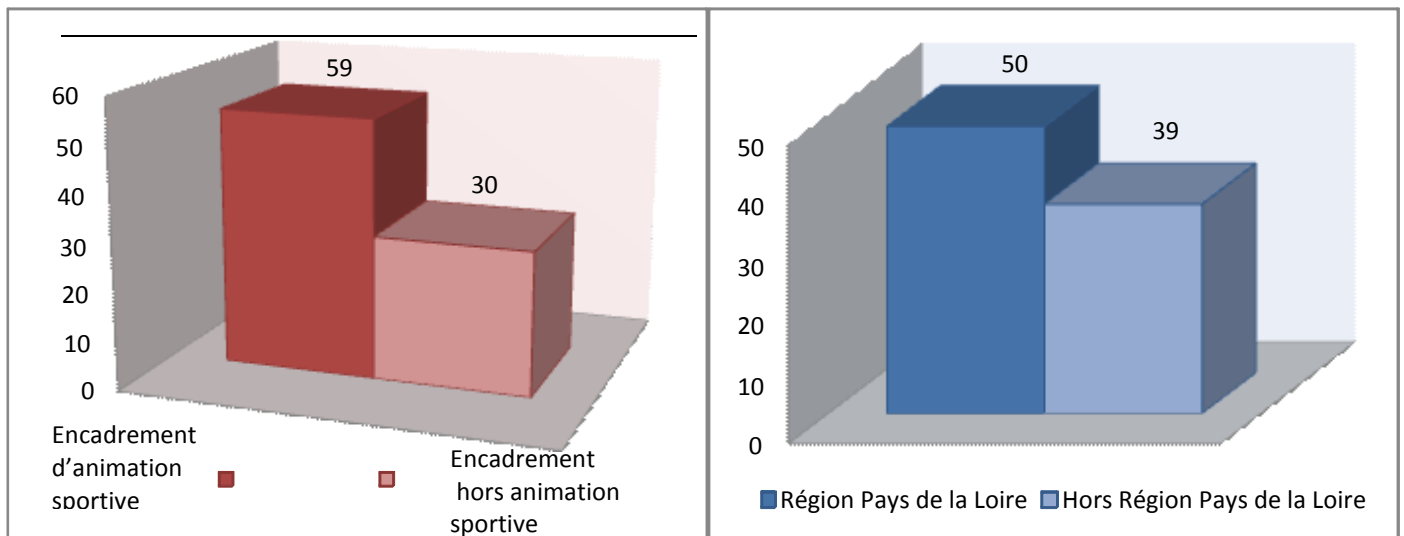 59
60
50
30
40
30
20
10
0
Encadrement
d’animation
sportive
Encadrement
hors animation
sportive
50
39
50
40
30
20
10
0
Région Pays de la Loire Hors Région Pays de la Loire